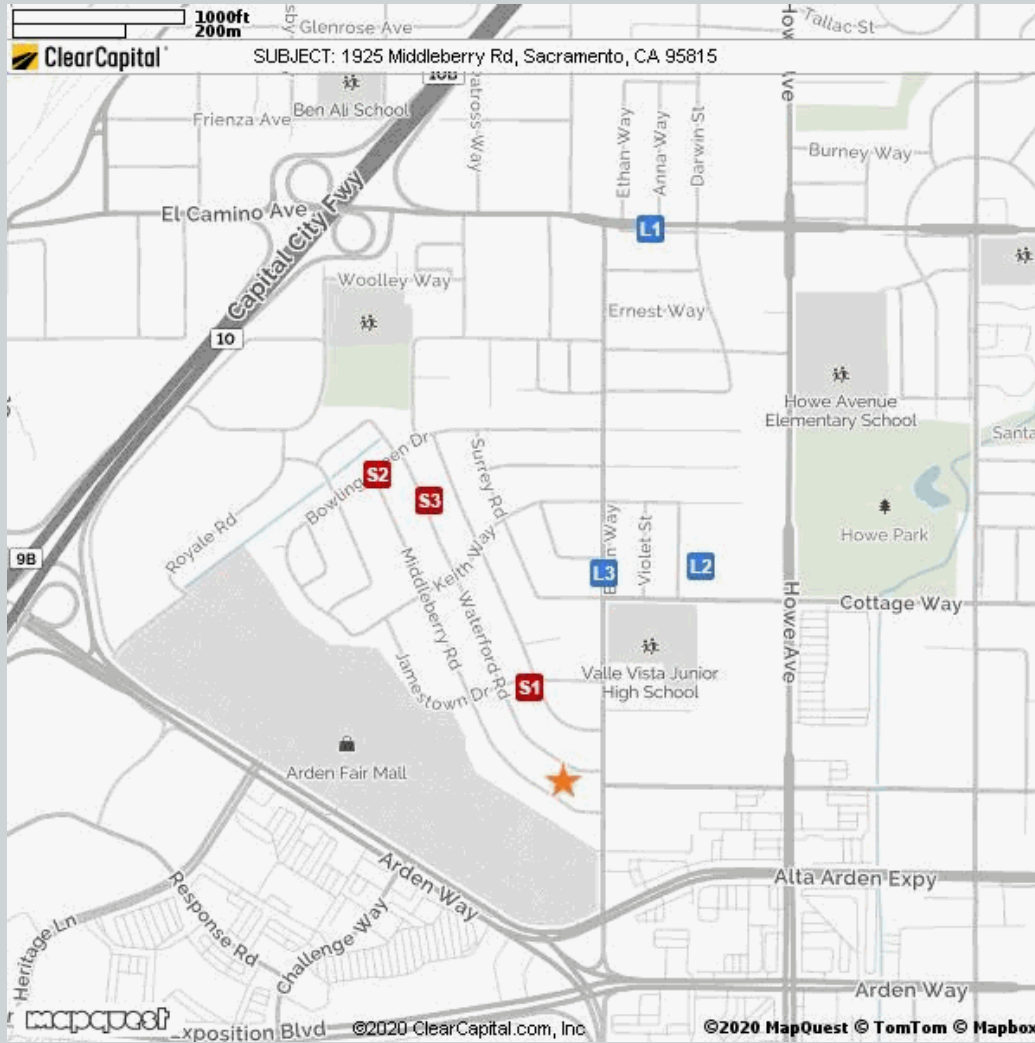 1000ft
200m
Glenrose Ave
Tallac St
ClearCapital
SUBJECT: 1925 Middleberry Rd, Sacramento, CA 95815
10B
Ben Ali School
Frienza Ave
Ethan Way
Anna Way
Darwin St
Burney Way
El Camino Ave
Capital City Fwy
L1
Woolley Way
Ernest Way
10
Howe Avenue
Elementary School
Santa
Surrey Rd
S2
S3
Howe Park
Royale Rd
Keith Way
Violet St
9B
L3
L2
Howe Ave
Cottage Way
Middleberry Rd
Waterford Rd
Jamestown Dr
S1
Valle Vista Junior
High School
Arden Fair Mall
Arden Way
Alta Arden Expy
Response Rd
Challenge Way
Heritage Ln
Arden Way
mapquest
©2020 ClearCapital.com, Inc
©2020 MapQuest © TomTom © Mapbox